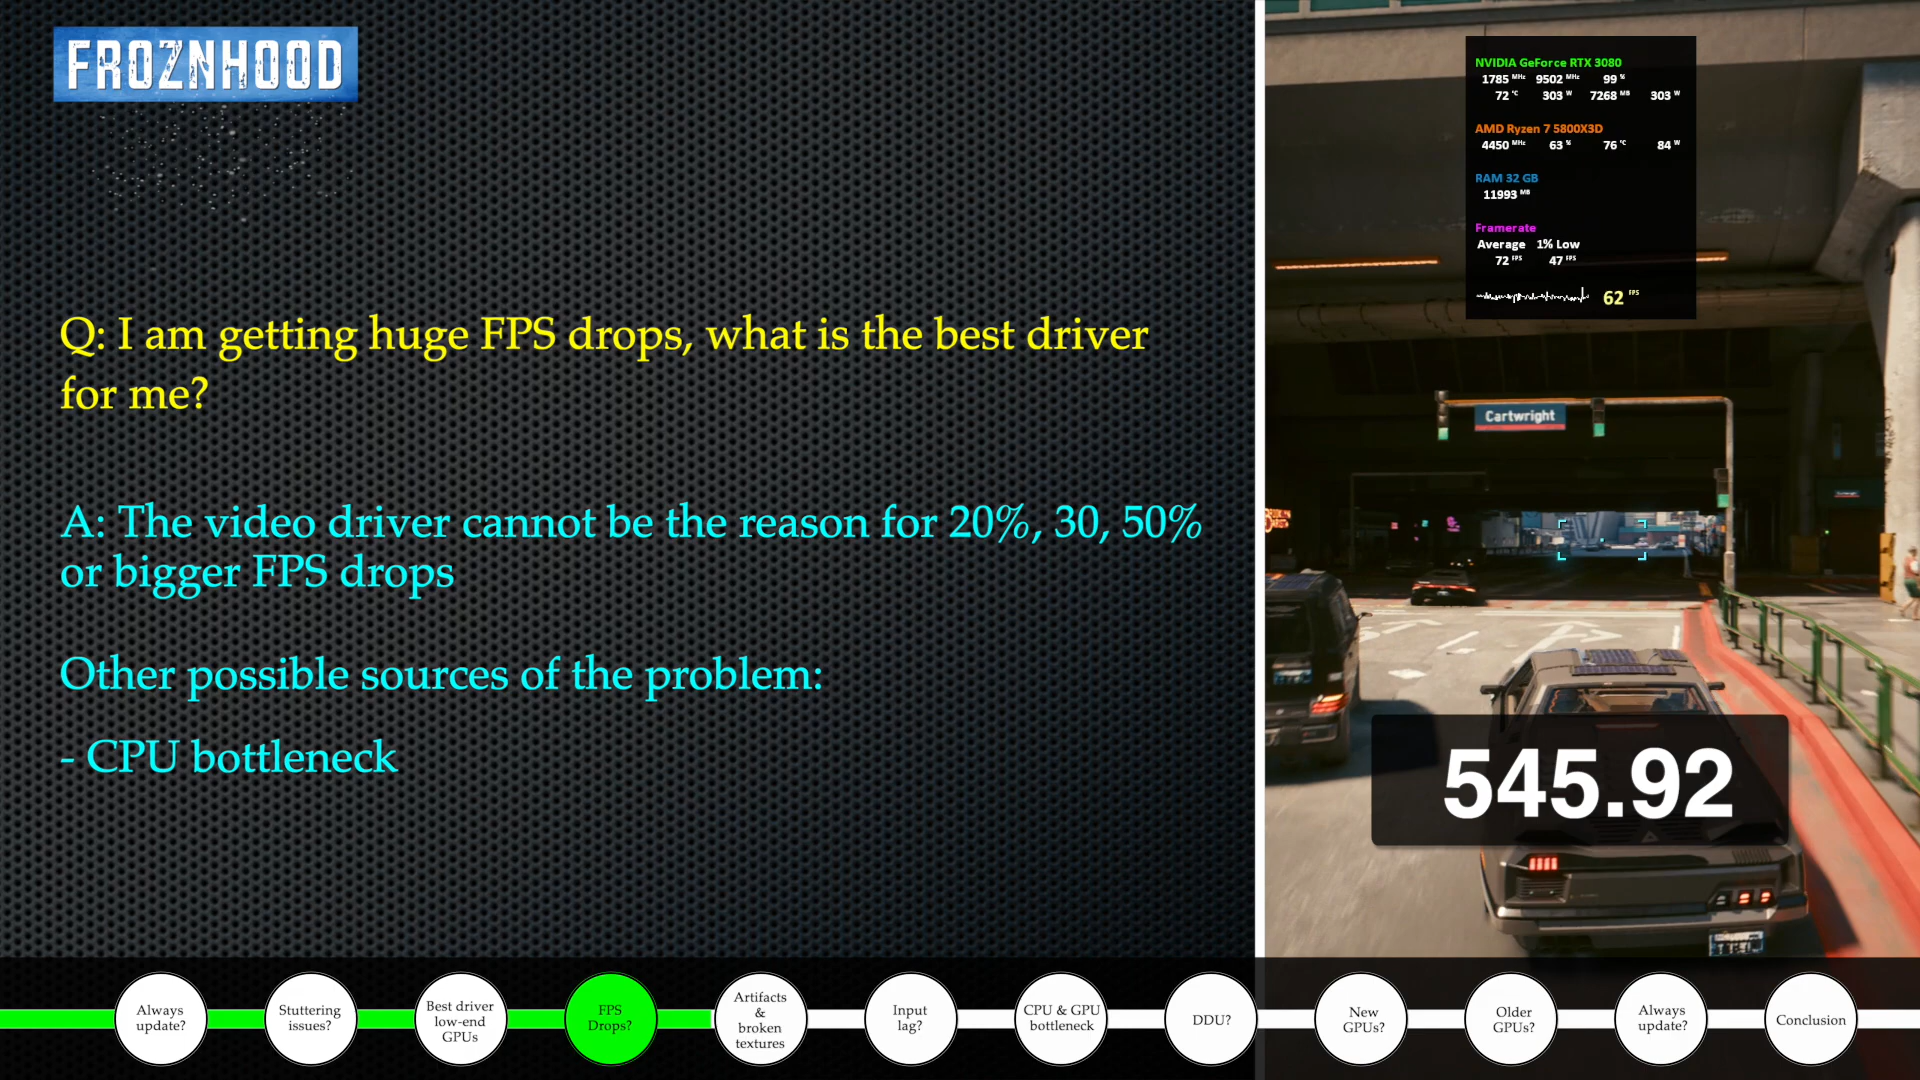 FROZNHOOD
Q: I am getting huge FPS drops, what is the best driver
for me?
A: The video driver cannot be the reason for 20%, 30, 50%
or bigger FPS drops
Other possible sources of the problem:
- CPU bottleneck
NVIDIA GeForce RTX 3080
1785 MHz 9502 MHz 99 %
72 °C 303 W 7268 MB 303 W
AMD Ryzen 7 5800X3D
4450 MHz 63 % 76 °C 84 W
RAM 32 GB
11993 MB
Framerate
Average 1% Low
72 FPS 47 FPS
62 FPS
Cartwright
545.92
Always
update?
Stuttering
issues?
Best driver
low-end
GPUs
FPS
Drops?
Artifacts
&
broken
textures
Input
lag?
CPU & GPU
bottleneck
DDU?
New
GPUs?
Older
GPUs?
Always
update?
Conclusion